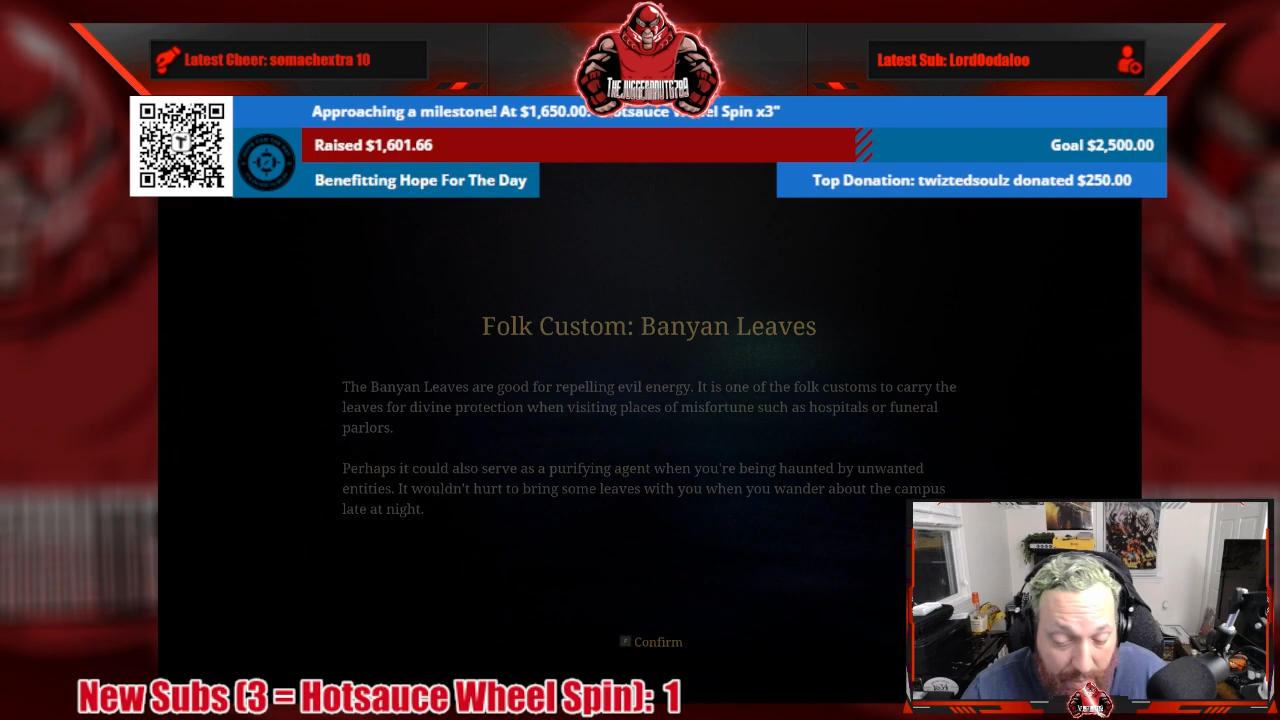 Latest Cheer: somachextra 10
Latest Sub: LordOodaloo
THEJUGGERNAUT6789
Approaching a milestone! At $1,650.00: "Hotsauce Wheel Spin x3"
Raised $1,601.66
Goal $2,500.00
Benefitting Hope For The Day
Top Donation: twiztedsoulz donated $250.00
Folk Custom: Banyan Leaves
The Banyan Leaves are good for repelling evil energy. It is one of the folk customs to carry the
leaves for divine protection when visiting places of misfortune such as hospitals or funeral
parlors.
Perhaps it could also serve as a purifying agent when you're being haunted by unwanted
entities. It wouldn't hurt to bring some leaves with you when you wander about the campus
late at night.
F Confirm
New Subs (3 = Hotsauce Wheel Spin): 1